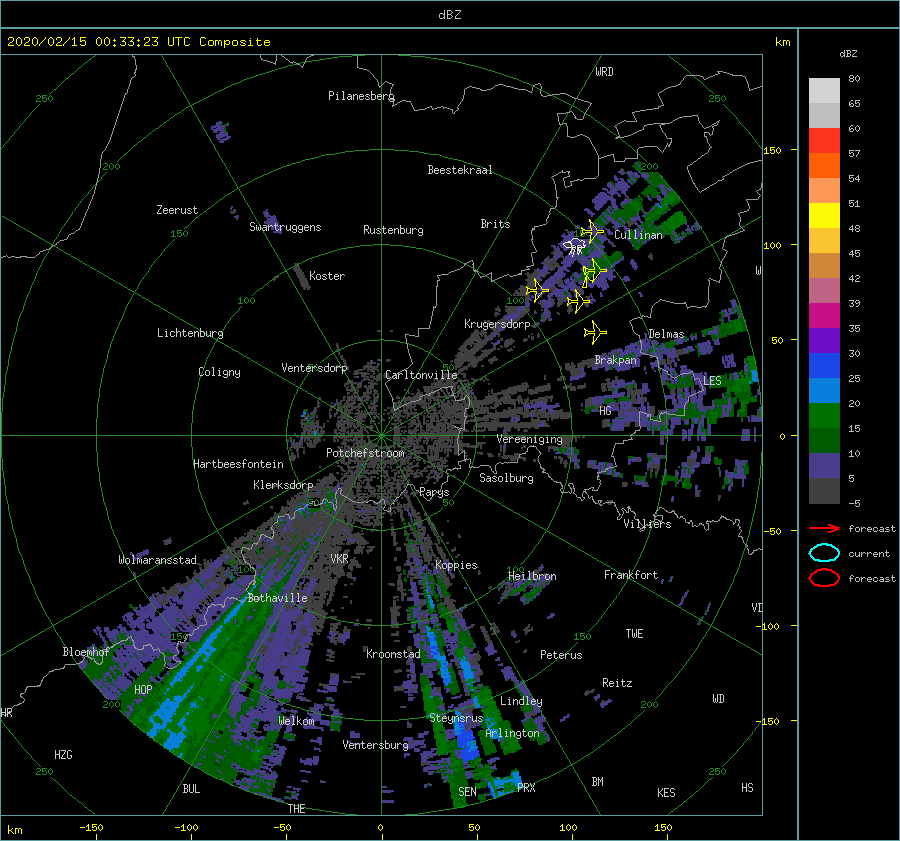 dBZ
2020/02/15 00:33:23 UTC Composite
km
dBZ
WRD
80
250
Pilanesberg
250
65
60
150
57
200
Beestekraal
200
54
Zeerust
51
Swartruggens
Brits
150
Rustenburg
Cullinan
48
100
45
Koster
42
100
100
39
Lichtenburg
Krugersdorp
35
Delmas
50
30
Brakpan
Coligny
Ventersdorp
Carltonville
LES
25
HG
20
0
Vereeniging
15
Potchefstroom
10
Hartbeesfontein
Klerksdorp
Sasolburg
5
Parys
50
50
-5
Villiers
forecast
-50
Wolmaransstad
VKR
current
Koppies
100
100
Heilbron
Frankfort
forecast
Bothaville
-100
150
150
TWE
Bloemhof
Kroonstad
Peterus
HOP
Reitz
200
Lindley
200
WD
HR
Welkom
Steynsrus
-150
Arlington
Ventersburg
HZG
250
250
BUL
SEN
PRX
BM
KES
HS
THE
km
-150
-100
-50
0
50
100
150